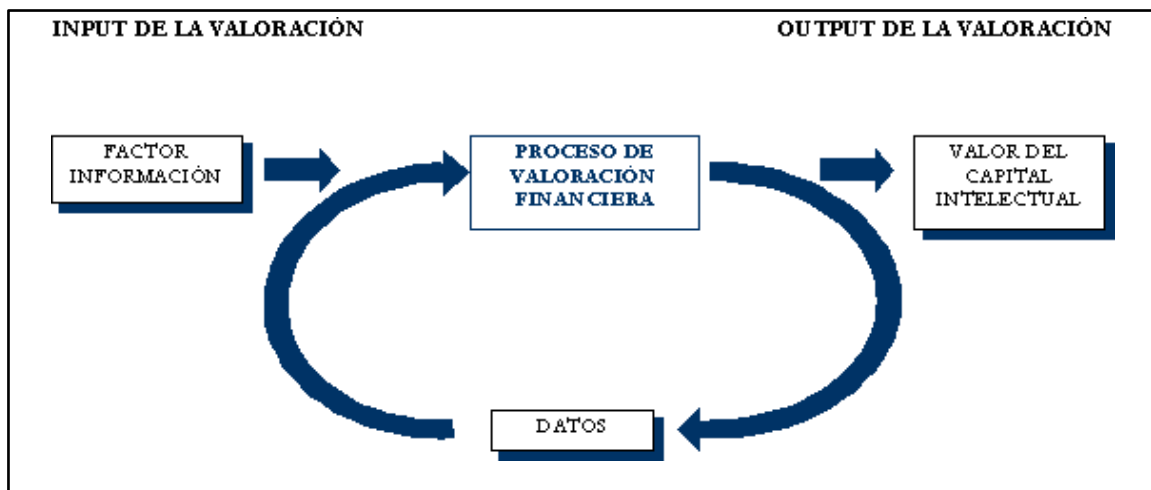 INPUT DE LA VALORACIÓN
OUTPUT DE LA VALORACIÓN
FACTOR
INFORMACIÓN
PROCESO DE
VALORACIÓN
FINANCIERA
VALOR DEL
CAPITAL
INTELECTUAL
DATOS